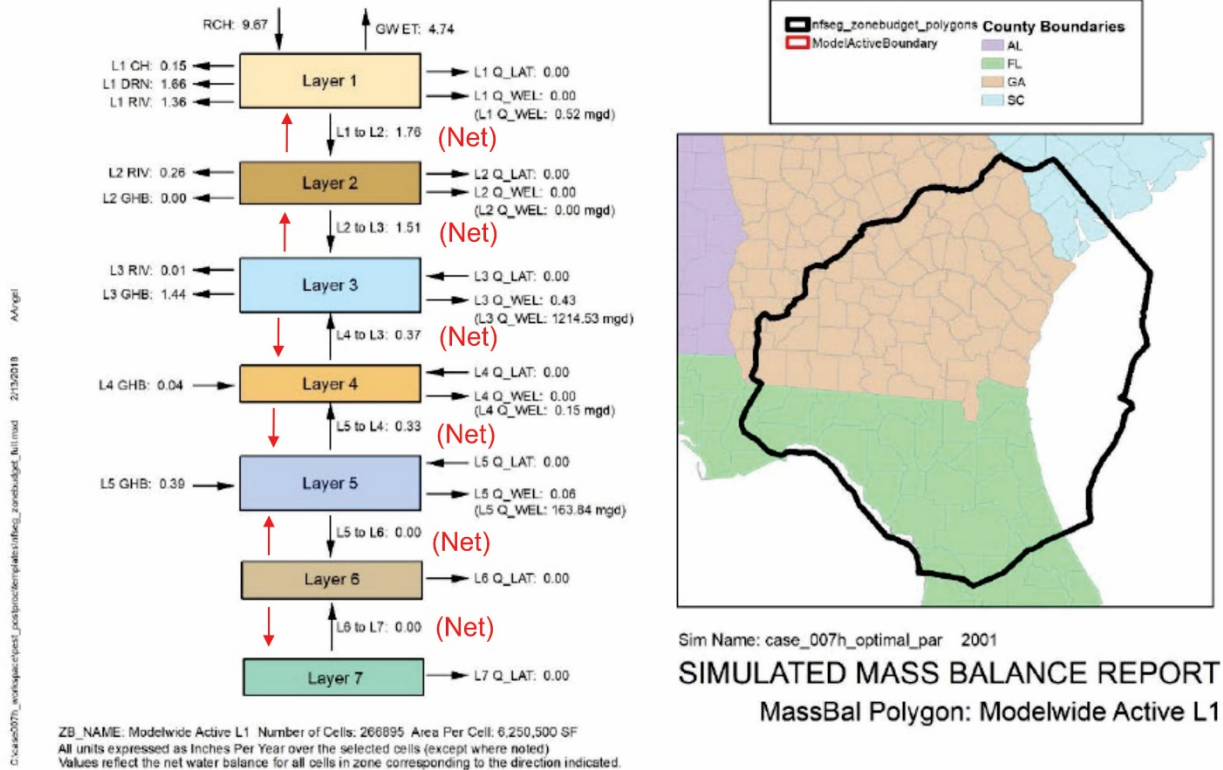 RCH: 9.67
GW ET: 4.74
L1 CH: 0.15
L1 DRN: 1.66
L1 RIV: 1.36
Layer 1
L1 Q_LAT: 0.00
L1 Q_WEL: 0.00
(L1 Q_WEL: 0.52 mgd)
L1 to L2: 1.76
(Net)
L2 RIV: 0.26
L2 GHB: 0.00
Layer 2
L2 Q_LAT: 0.00
L2 Q_WEL: 0.00
(L2 Q_WEL: 0.00 mgd)
L2 to L3: 1.51
(Net)
L3 RIV: 0.01
L3 GHB: 1.44
Layer 3
L3 Q_LAT: 0.00
L3 Q_WEL: 0.43
(L3 Q_WEL: 1214.53 mgd)
L4 to L3: 0.37
(Net)
L4 GHB: 0.04
Layer 4
L4 Q_LAT: 0.00
L4 Q_WEL: 0.00
(L4 Q_WEL: 0.15 mgd)
L5 to L4: 0.33
(Net)
L5 GHB: 0.39
Layer 5
L5 Q_LAT: 0.00
L5 Q_WEL: 0.06
(L5 Q_WEL: 163.84 mgd)
L5 to L6: 0.00
(Net)
Layer 6
L6 Q_LAT: 0.00
L6 to L7: 0.00
(Net)
Layer 7
L7 Q_LAT: 0.00
ZB_NAME: Modelwide Active L1 Number of Cells: 266895 Area Per Cell: 6,250,500 SF
All units expressed as Inches Per Year over the selected cells (except where noted)
Values reflect the net water balance for all cells in zone corresponding to the direction indicated.
C:\case007h_workspace\pest_postproc\templates\nfseg_zonebudget_full.mxd 2/13/2018 AAngel
nfseg_zonebudget_polygons
ModelActiveBoundary
County Boundaries
AL
FL
GA
SC
Sim Name: case_007h_optimal_par 2001
SIMULATED MASS BALANCE REPORT
MassBal Polygon: Modelwide Active L1